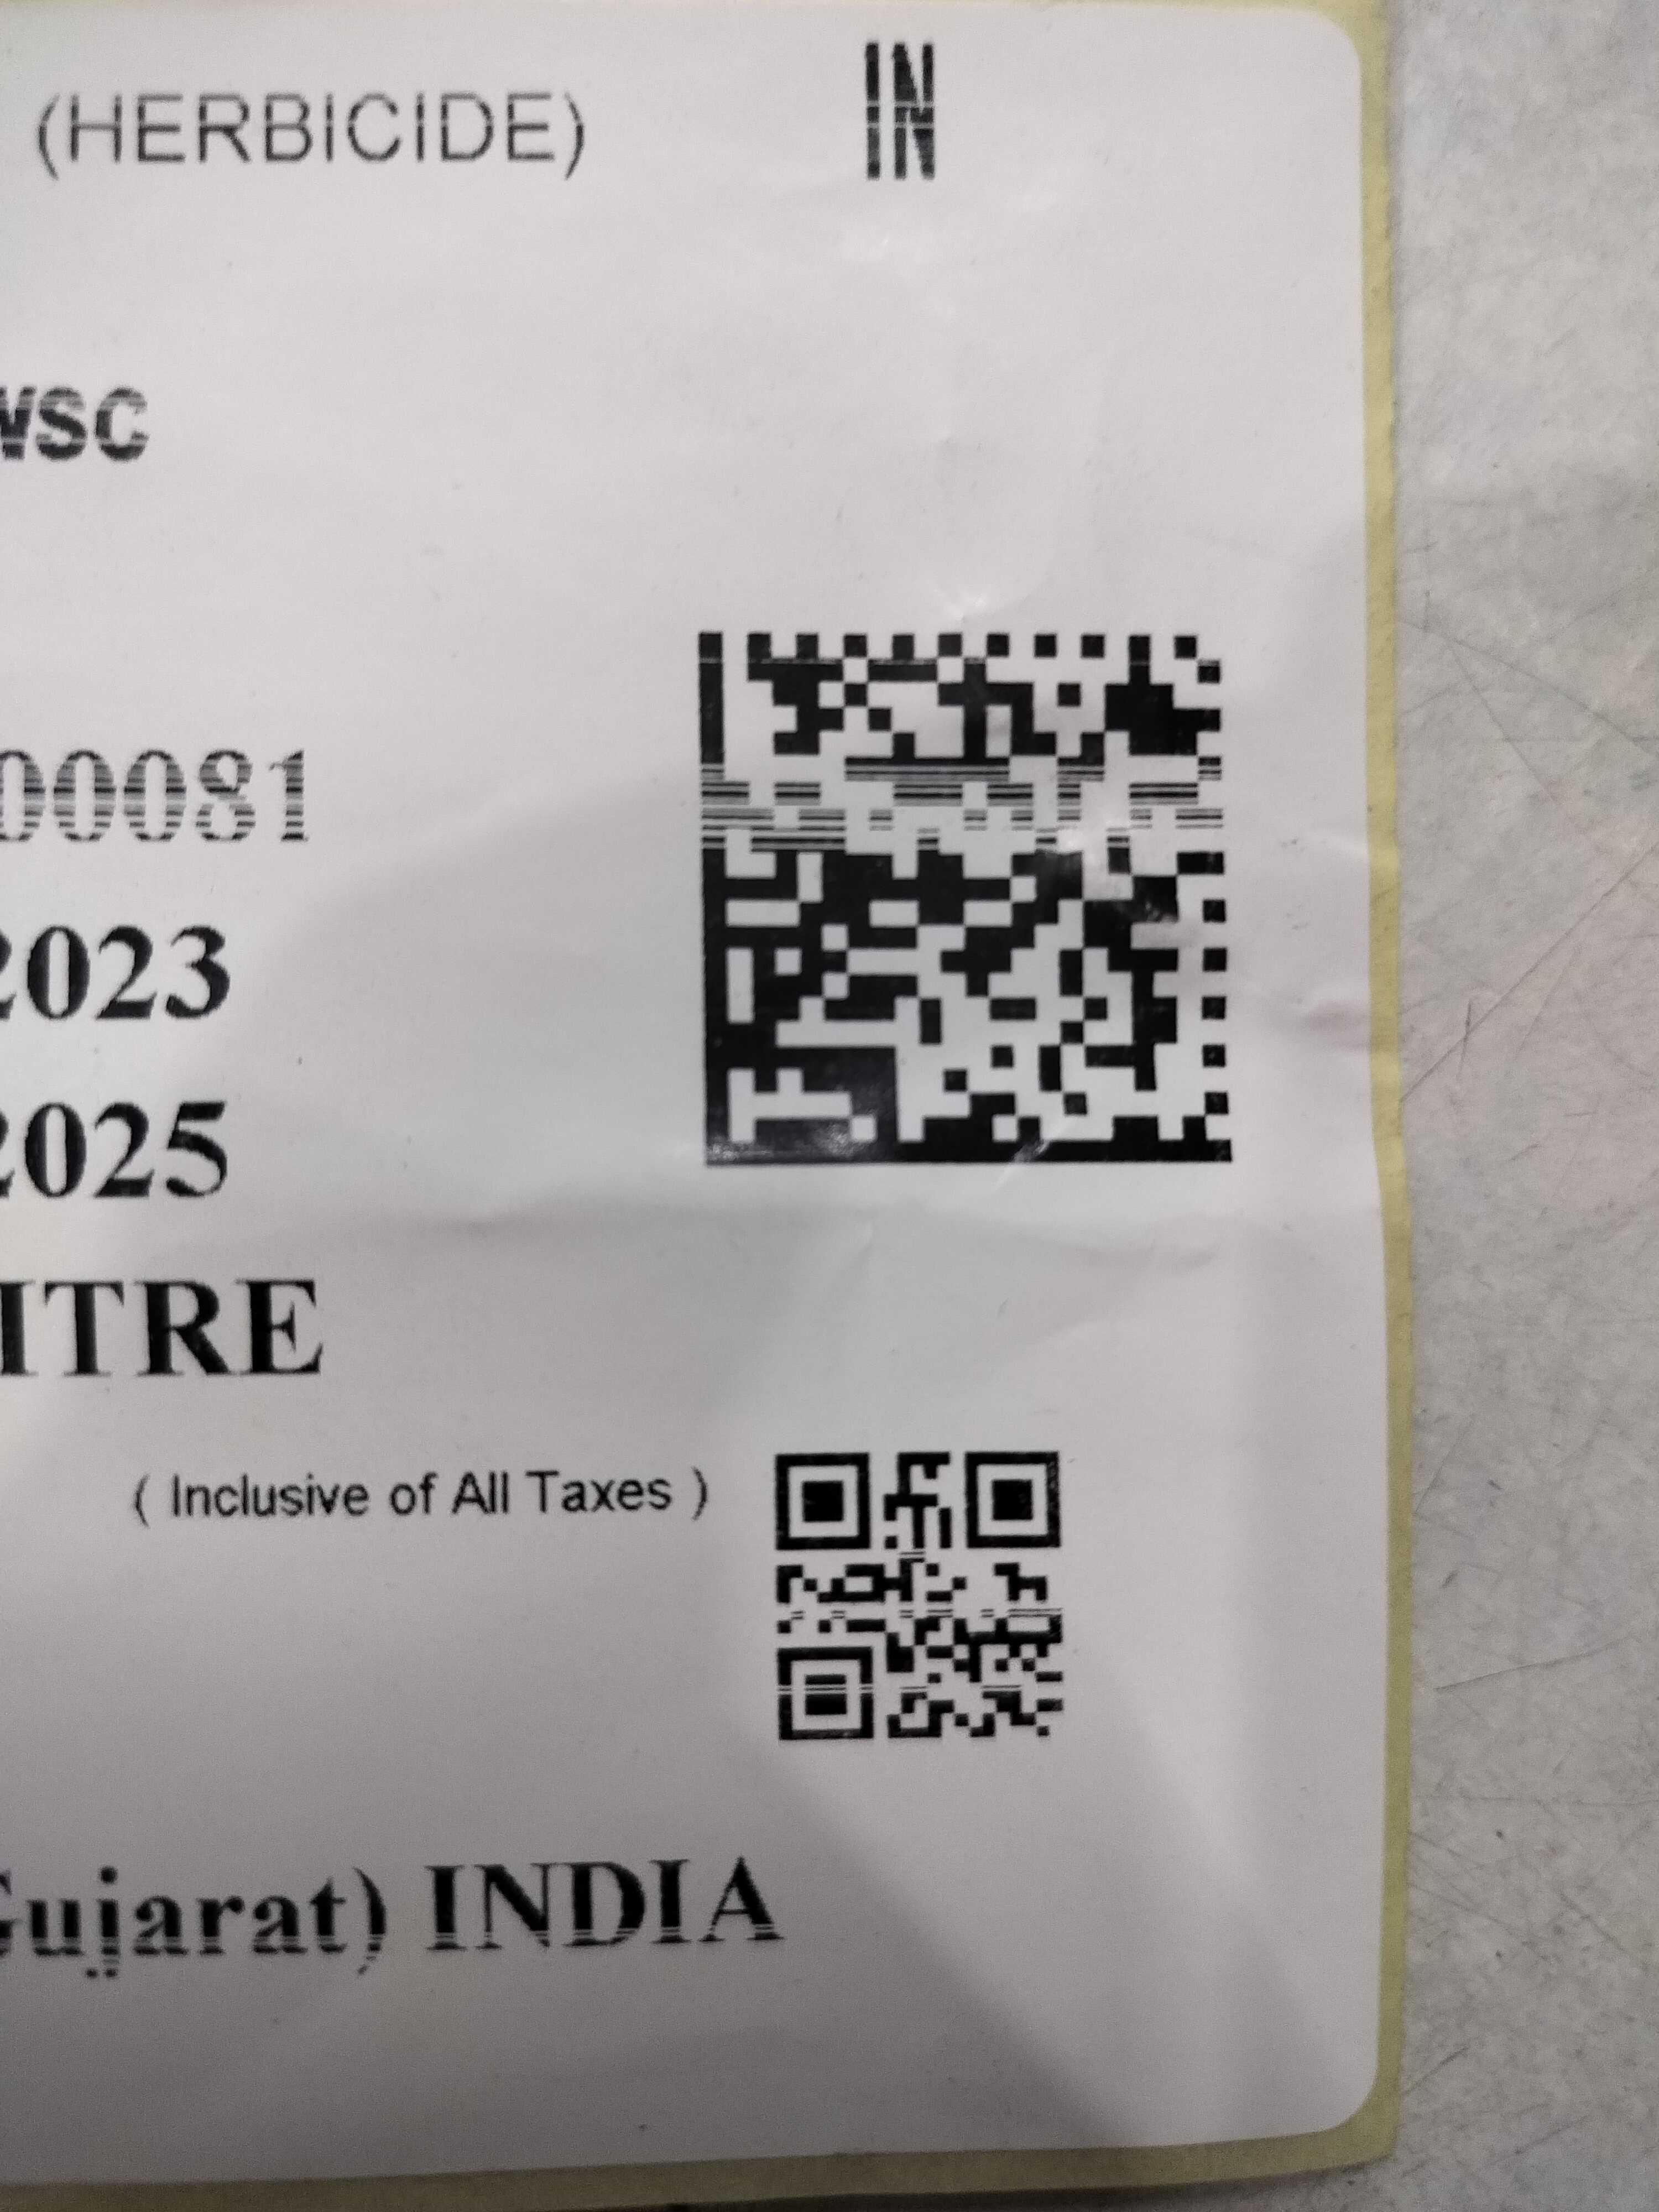 (HERBICIDE) IN
WSC
00081
2023
2025
ITRE
( Inclusive of All Taxes )
Gujarat) INDIA